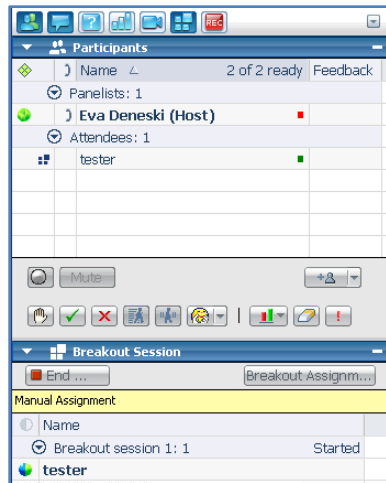 REC
Participants
Name 2 of 2 ready Feedback
Panelists: 1
Eva Deneski (Host)
Attendees: 1
tester
Mute
Breakout Session
End ... Breakout Assignm...
Manual Assignment
Name
Breakout session 1: 1 Started
tester